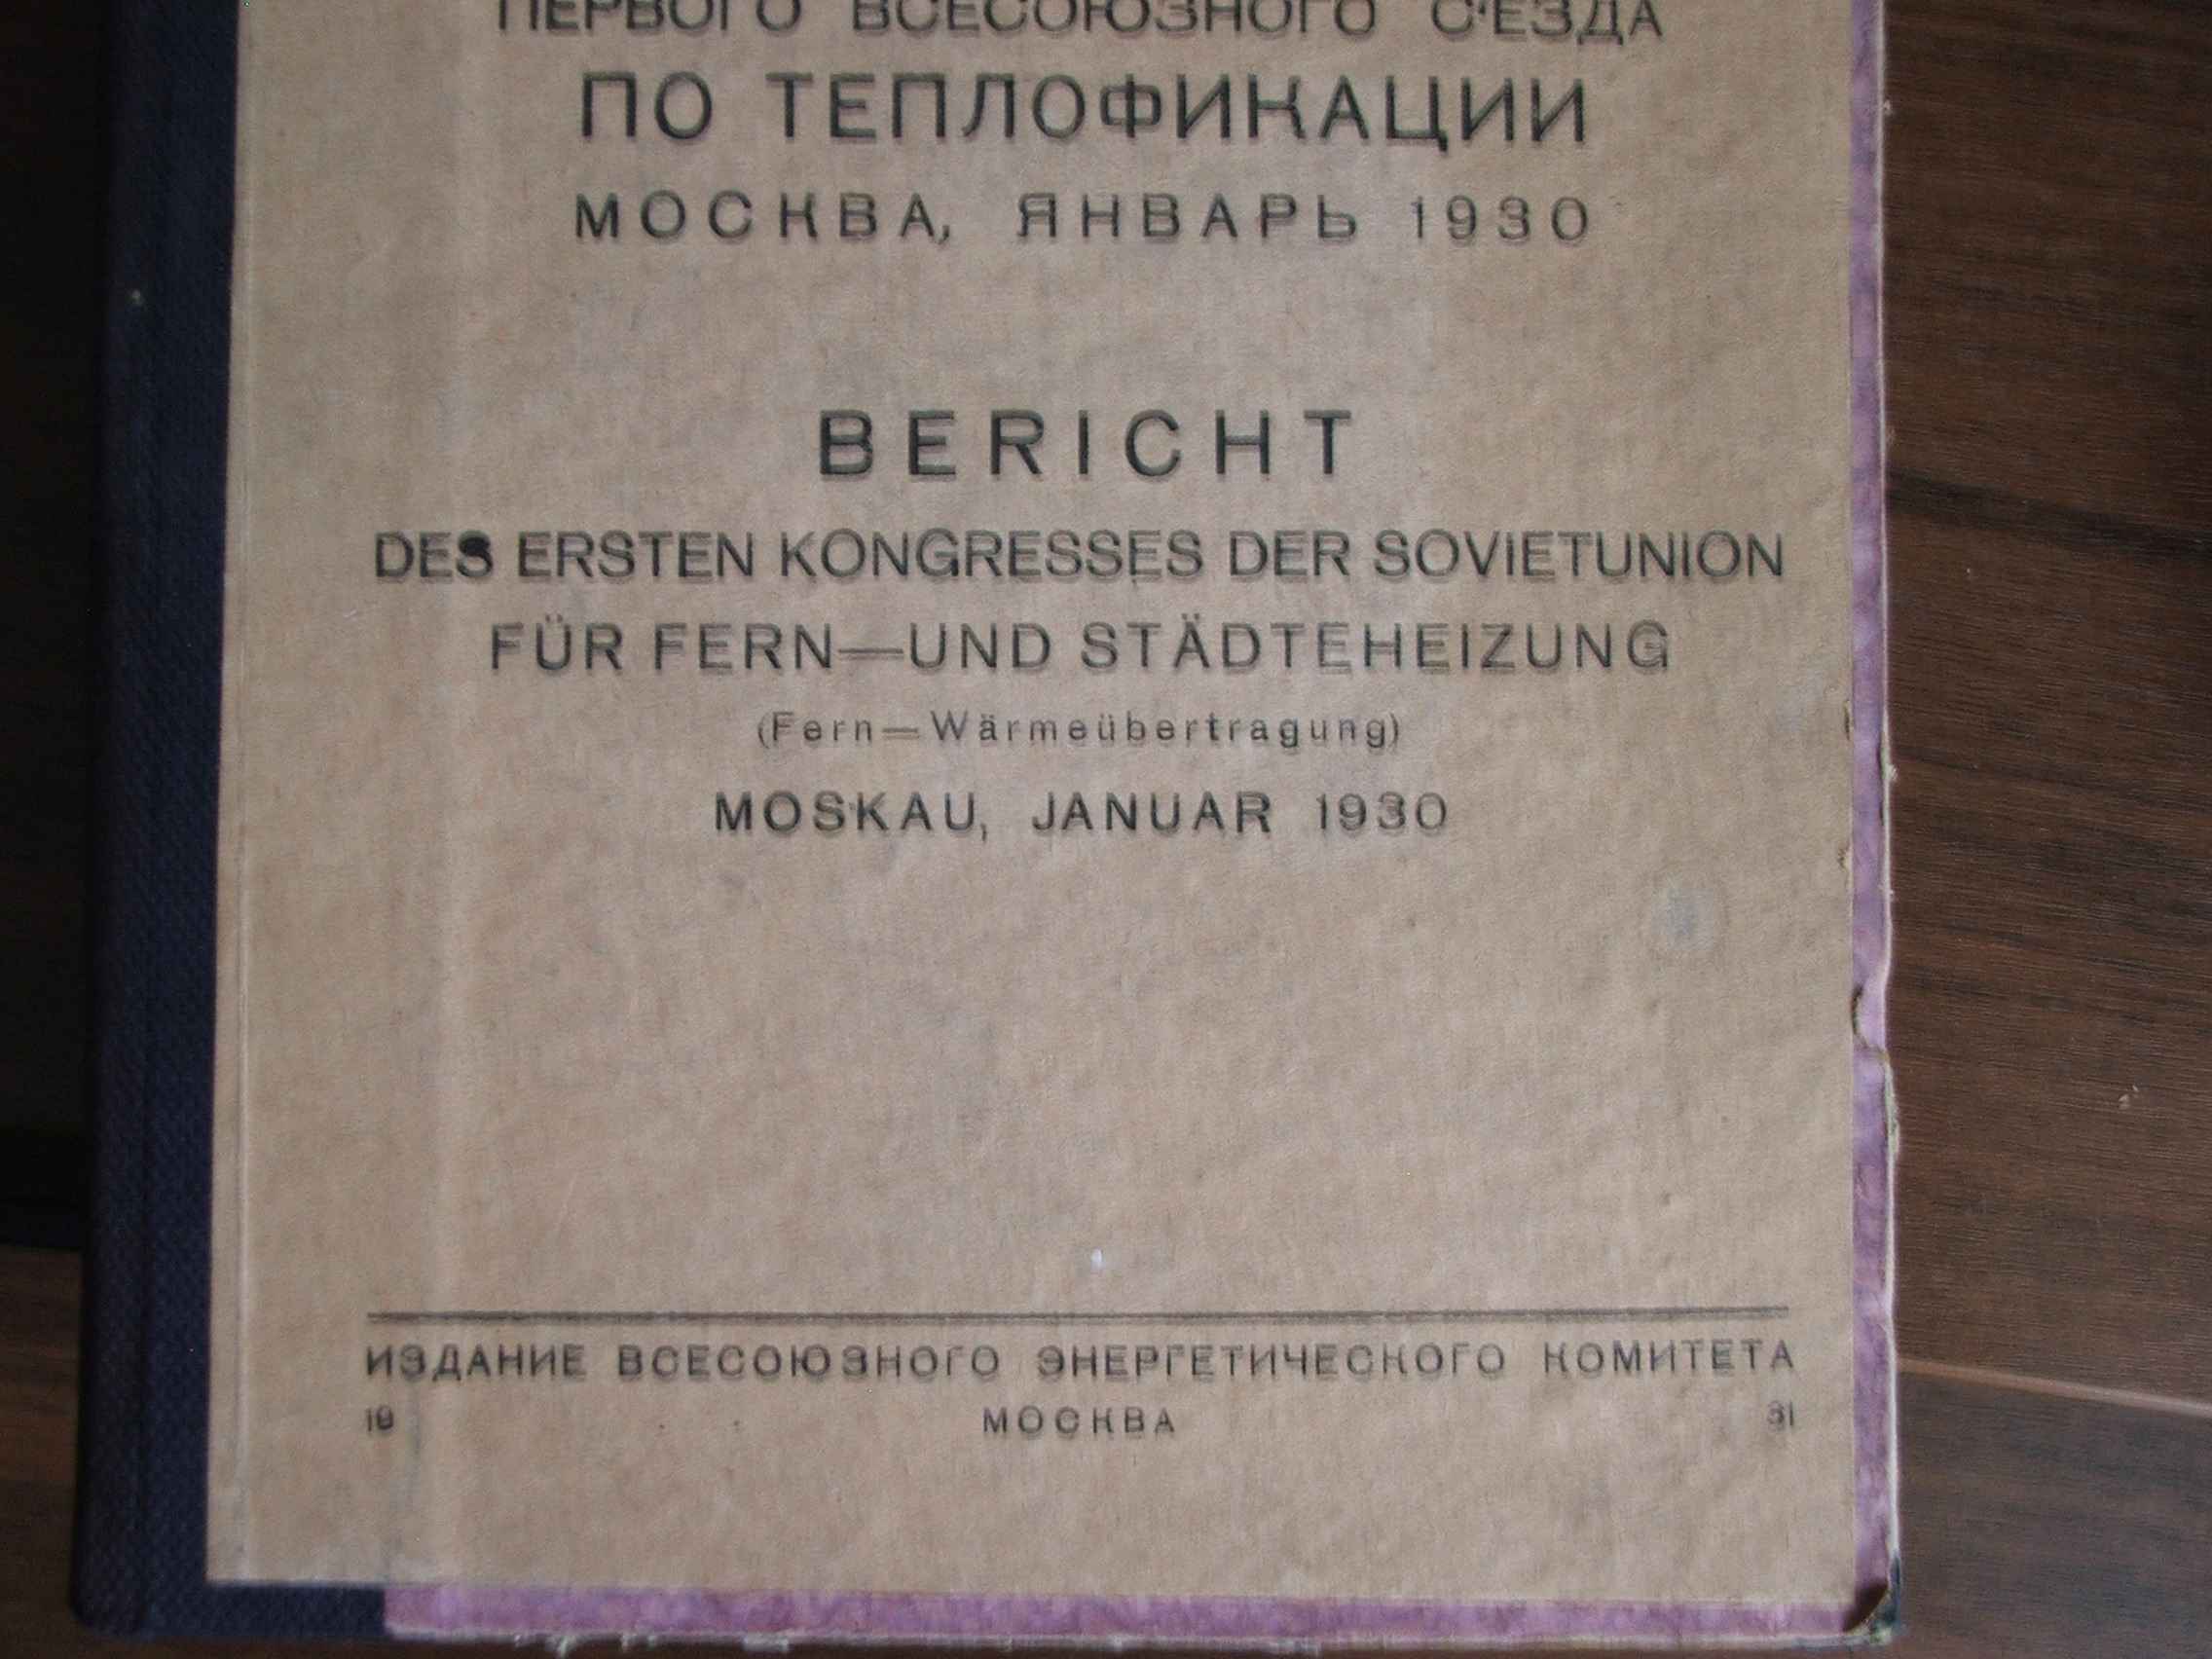 ПЕРВОГО ВСЕСОЮЗНОГО С'ЕЗДА
ПО ТЕПЛОФИКАЦИИ
МОСКВА, ЯНВАРЬ 1930
BERICHT
DES ERSTEN KONGRESSES DER SOVIETUNION
FÜR FERN—UND STÄDTEHEIZUNG
(Fern—Wärmeübertragung)
MOSKAU, JANUAR 1930
ИЗДАНИЕ ВСЕСОЮЗНОГО ЭНЕРГЕТИЧЕСКОГО КОМИТЕТА
19 МОСКВА 31